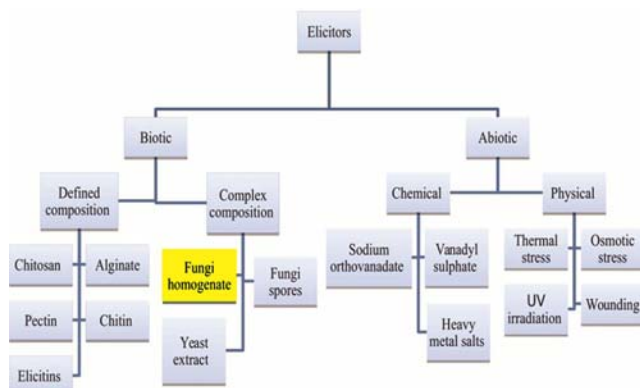 Elicitors
Biotic
Abiotic
Defined
composition
Complex
composition
Chemical
Physical
Chitosan
Alginate
Fungi
homogenate
Fungi
spores
Sodium
orthovanadate
Vanadyl
sulphate
Thermal
stress
Osmotic
stress
Pectin
Chitin
Yeast
extract
Heavy
metal salts
UV
irradiation
Wounding
Elicitins